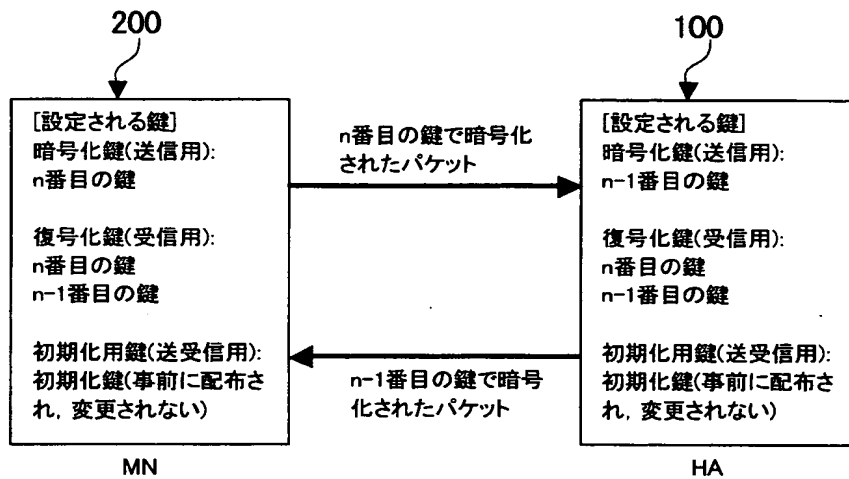 200
100
[設定される鍵]
暗号化鍵(送信用):
n番目の鍵
復号化鍵(受信用):
n番目の鍵
n-1番目の鍵
初期化用鍵(送受信用):
初期化鍵(事前に配布さ
れ, 変更されない)
MN
n番目の鍵で暗号化
されたパケット
n-1番目の鍵で暗号
化されたパケット
[設定される鍵]
暗号化鍵(送信用):
n-1番目の鍵
復号化鍵(受信用):
n番目の鍵
n-1番目の鍵
初期化用鍵(送受信用):
初期化鍵(事前に配布さ
れ, 変更されない)
HA